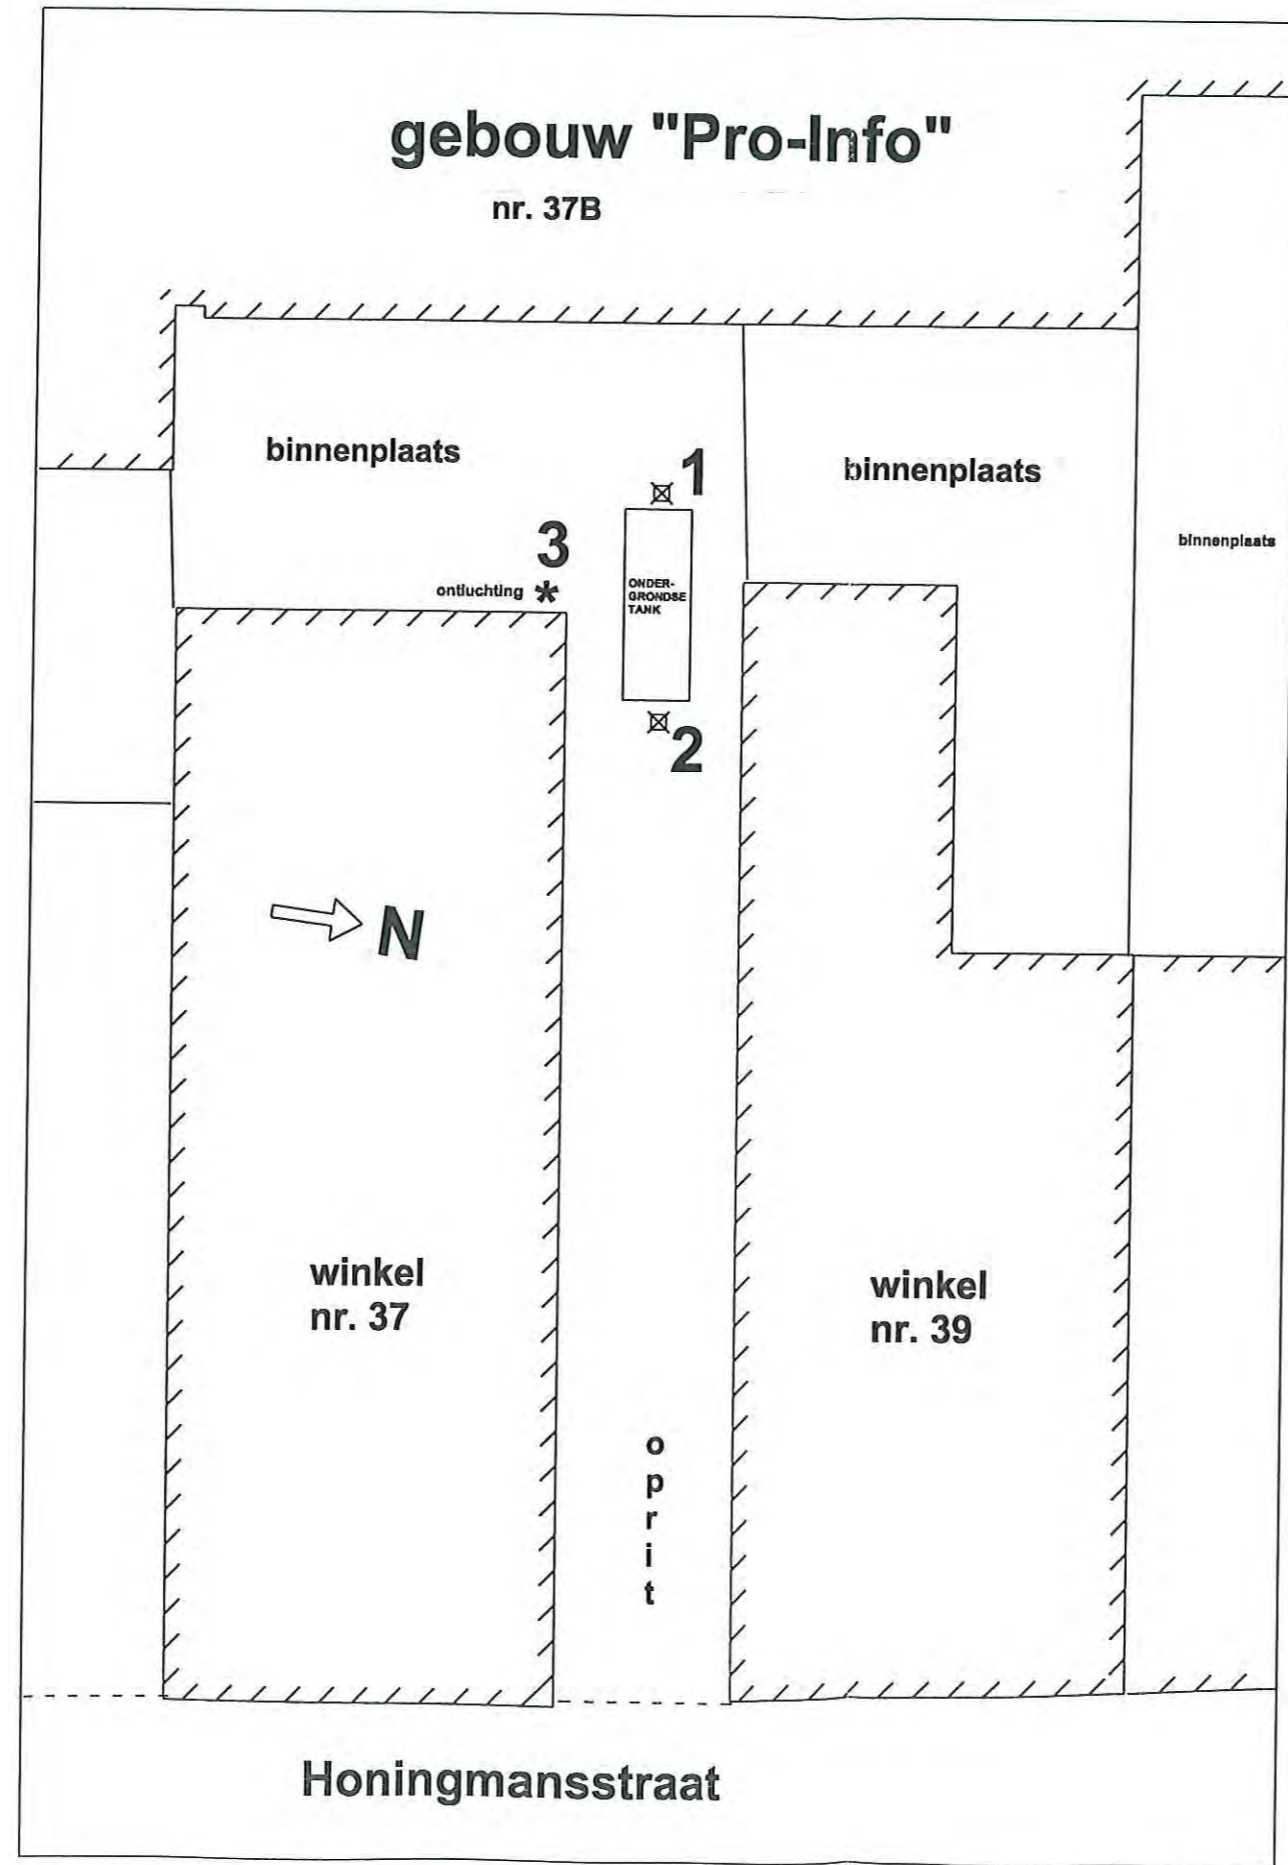 gebouw "Pro-Info"
nr. 37B
binnenplaats
1
binnenplaats
binnenplaats
3
ontluchting *
ONDER-
GRONDSE
TANK
2
N
winkel
nr. 37
winkel
nr. 39
o
p
r
i
t
Honingmansstraat